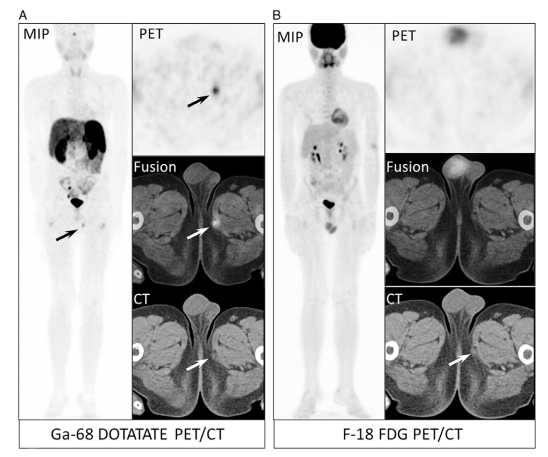 A
B
MIP
PET
MIP
PET
Fusion
Fusion
CT
CT
Ga-68 DOTATATE PET/CT
F-18 FDG PET/CT